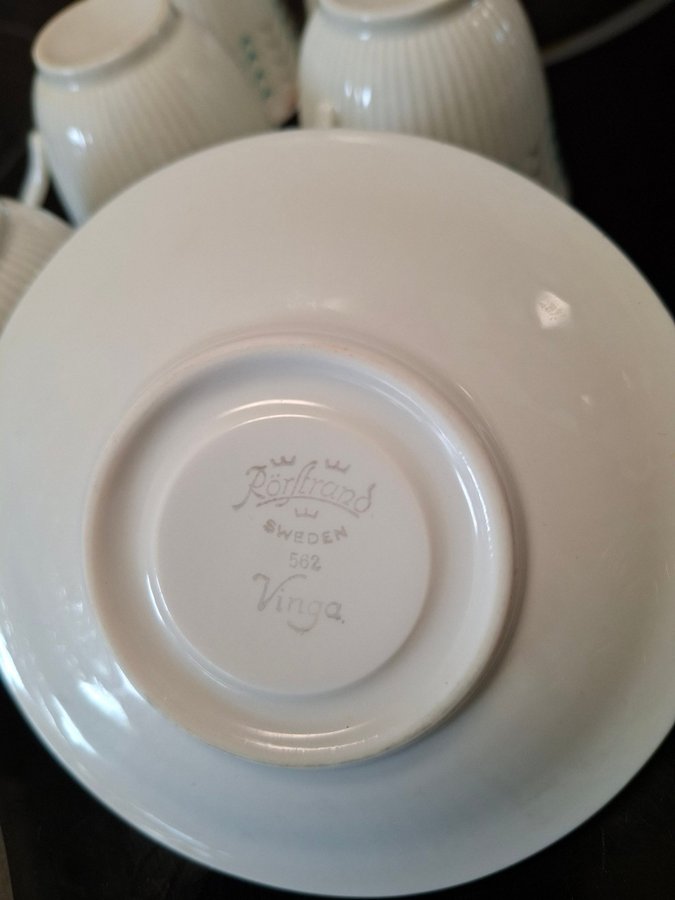 Rörstrand
SWEDEN
562
Vinga